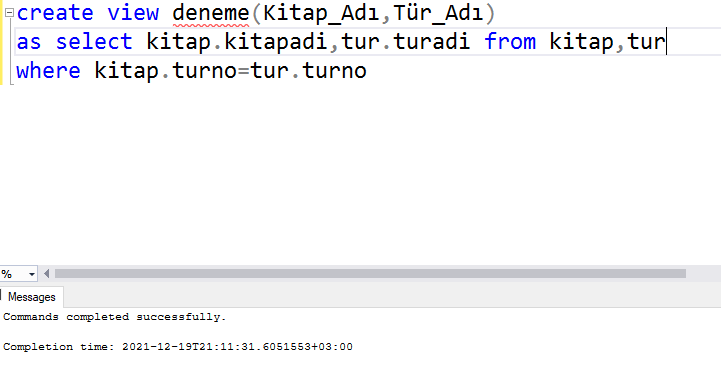 create view deneme(Kitap_Adı,Tür_Adı)
as select kitap.kitapadi,tur.turadi from kitap,tur
where kitap.turno=tur.turno
%
Messages
Commands completed successfully.
Completion time: 2021-12-19T21:11:31.6051553+03:00